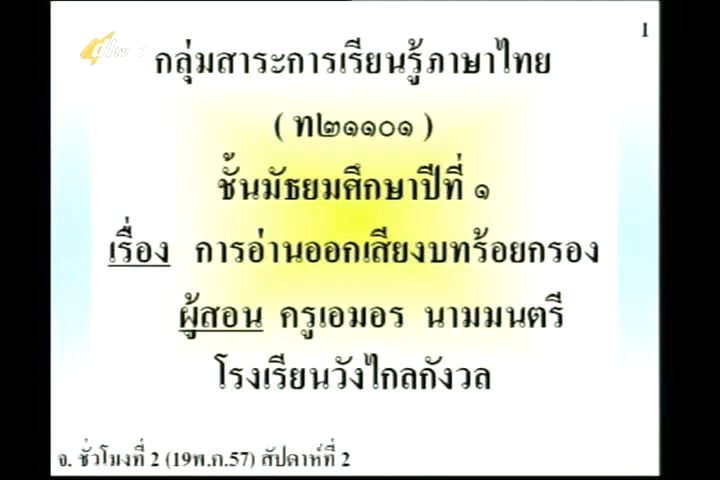 1
กลุ่มสาระการเรียนรู้ภาษาไทย
( ท๒๑๑๐๑ )
ชั้นมัธยมศึกษาปีที่ ๑
เรื่อง การอ่านออกเสียงบทร้อยกรอง
ผู้สอน ครูเอมอร นามมนตรี
โรงเรียนวังไกลกังวล
จ. ชั่วโมงที่ 2 (19พ.ค.57) สัปดาห์ที่ 2